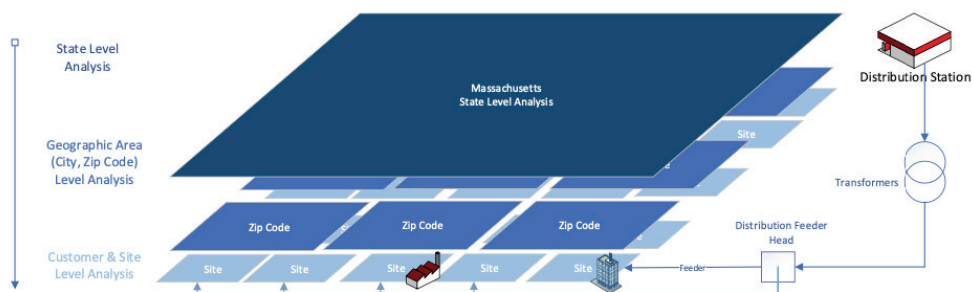 State Level
Analysis
Massachusetts
State Level Analysis
Distribution Station
Site
Geographic Area
(City, Zip Code)
Level Analysis
Transformers
Zip Code
Zip Code
Zip Code
Distribution Feeder
Head
Customer & Site
Level Analysis
Site
Site
Site
Site
Site
Feeder